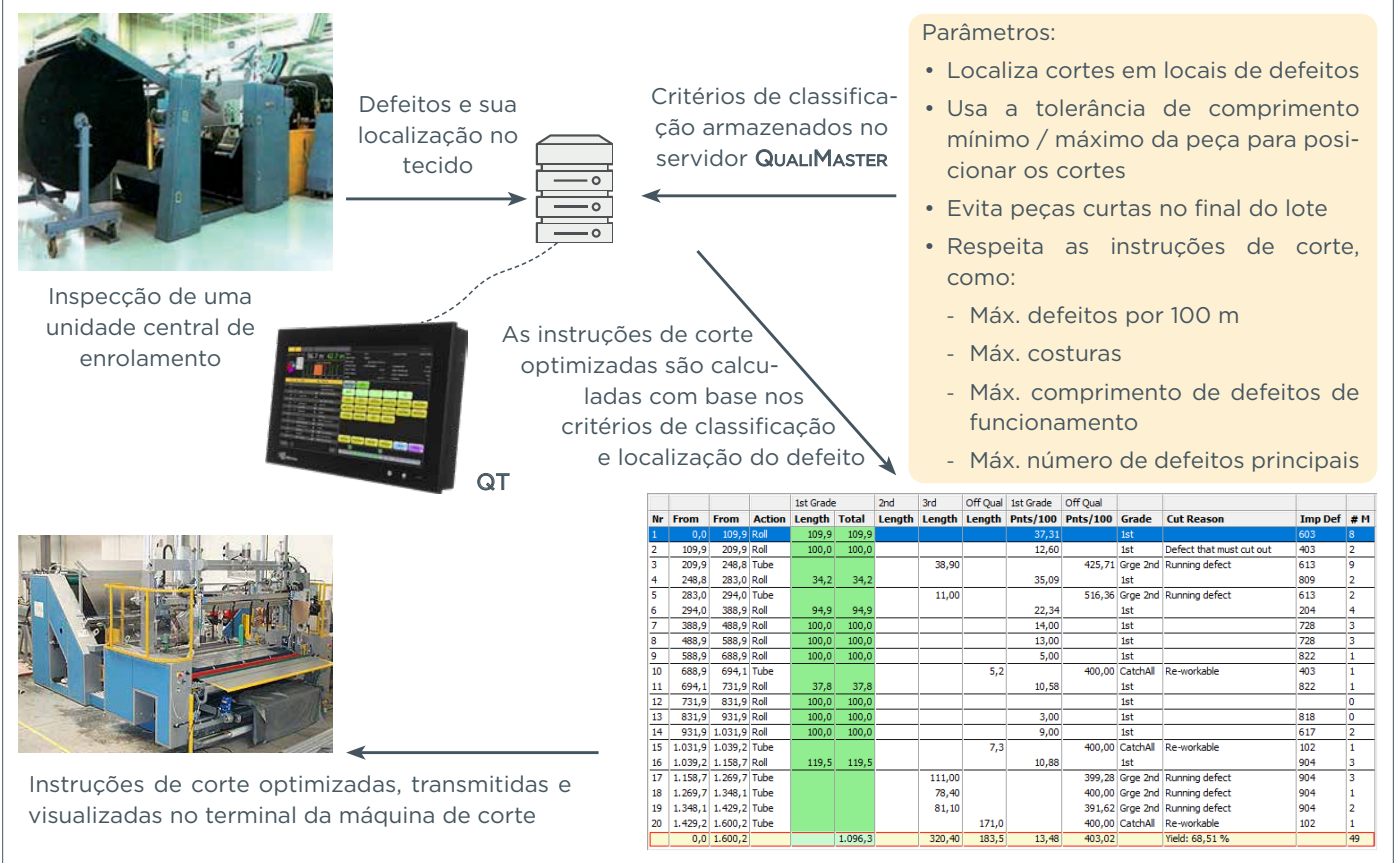 Defeitos e sua
localização no
tecido
Critérios de classifica-
ção armazenados no
servidor QUALIMASTER
Parâmetros:
• Localiza cortes em locais de defeitos
• Usa a tolerância de comprimento
mínimo / máximo da peça para posi-
cionar os cortes
• Evita peças curtas no final do lote
• Respeita as instruções de corte,
como:
- Máx. defeitos por 100 m
- Máx. costuras
- Máx. comprimento de defeitos de
funcionamento
- Máx. número de defeitos principais
Inspecção de uma
unidade central de
enrolamento
QT
As instruções de corte
optimizadas são calcu-
ladas com base nos
critérios de classificação
e localização do defeito
1st Grade 2nd 3rd Off Qual 1st Grade Off Qual
Nr From From Action Length Total Length Length Length Pnts/100 Pnts/100 Grade Cut Reason Imp Def # M
1 0,0 109,9 Roll 109,9 109,9 37,31 1st 603 8
2 109,9 209,9 Roll 100,0 100,0 12,60 1st Defect that must cut out 403 2
3 209,9 248,8 Tube 38,90 425,71 Grge 2nd Running defect 613 9
4 248,8 283,0 Roll 34,2 34,2 35,09 1st 809 2
5 283,0 294,0 Tube 11,00 516,36 Grge 2nd Running defect 613 2
6 294,0 388,9 Roll 94,9 94,9 22,34 1st 204 4
7 388,9 488,9 Roll 100,0 100,0 14,00 1st 728 3
8 488,9 588,9 Roll 100,0 100,0 13,00 1st 728 3
9 588,9 688,9 Roll 100,0 100,0 5,00 1st 822 1
10 688,9 694,1 Tube 5,2 400,00 CatchAll Re-workable 403 1
11 694,1 731,9 Roll 37,8 37,8 10,58 1st 822 1
12 731,9 831,9 Roll 100,0 100,0 1st 0
13 831,9 931,9 Roll 100,0 100,0 3,00 1st 818 0
14 931,9 1.031,9 Roll 100,0 100,0 9,00 1st 617 2
15 1.031,9 1.039,2 Tube 7,3 400,00 CatchAll Re-workable 102 1
16 1.039,2 1.158,7 Roll 119,5 119,5 10,88 1st 904 3
17 1.158,7 1.269,7 Tube 111,00 399,28 Grge 2nd Running defect 904 3
18 1.269,7 1.348,1 Tube 78,40 400,00 Grge 2nd Running defect 904 1
19 1.348,1 1.429,2 Tube 81,10 391,62 Grge 2nd Running defect 904 2
20 1.429,2 1.600,2 Tube 171,0 400,00 CatchAll Re-workable 102 1
0,0 1.600,2 1.096,3 320,40 183,5 13,48 403,02 Yield: 68,51 % 49
Instruções de corte optimizadas, transmitidas e
visualizadas no terminal da máquina de corte